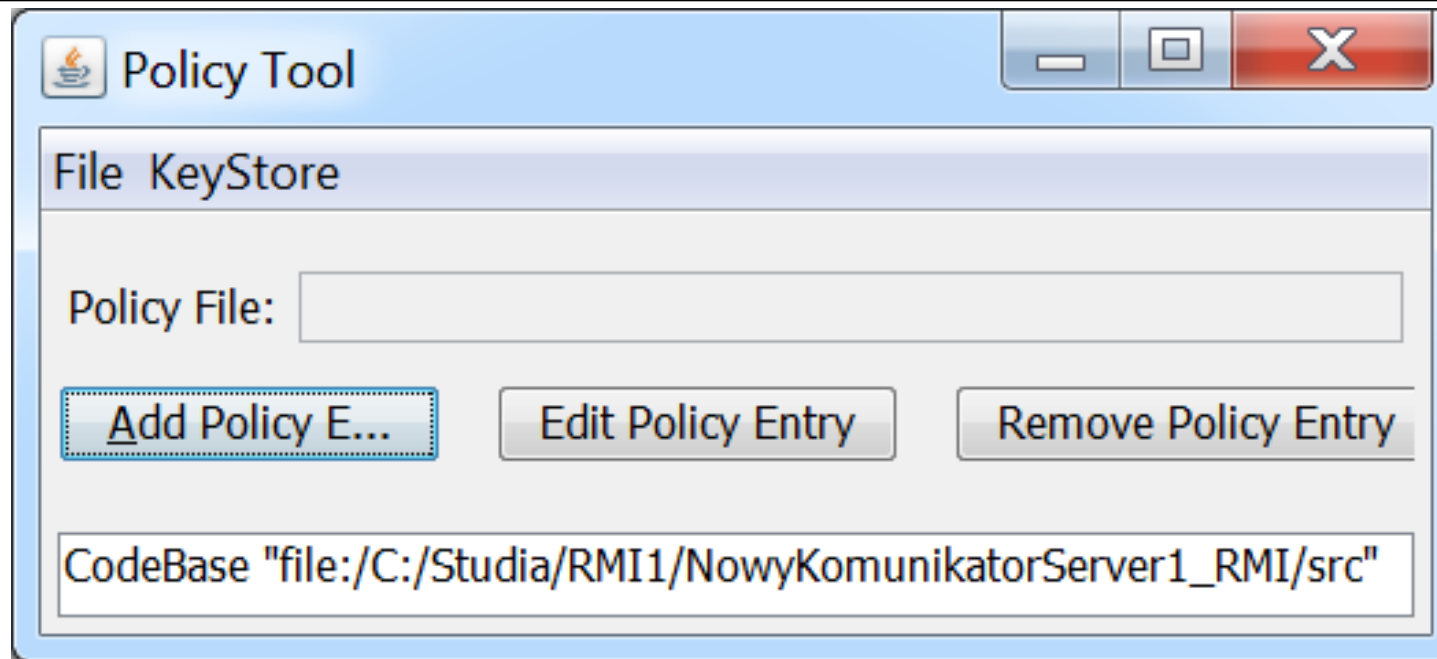 Policy Tool
File KeyStore
Policy File:
Add Policy E... Edit Policy Entry Remove Policy Entry
CodeBase "file:/C:/Studia/RMI1/NowyKomunikatorServer1_RMI/src"